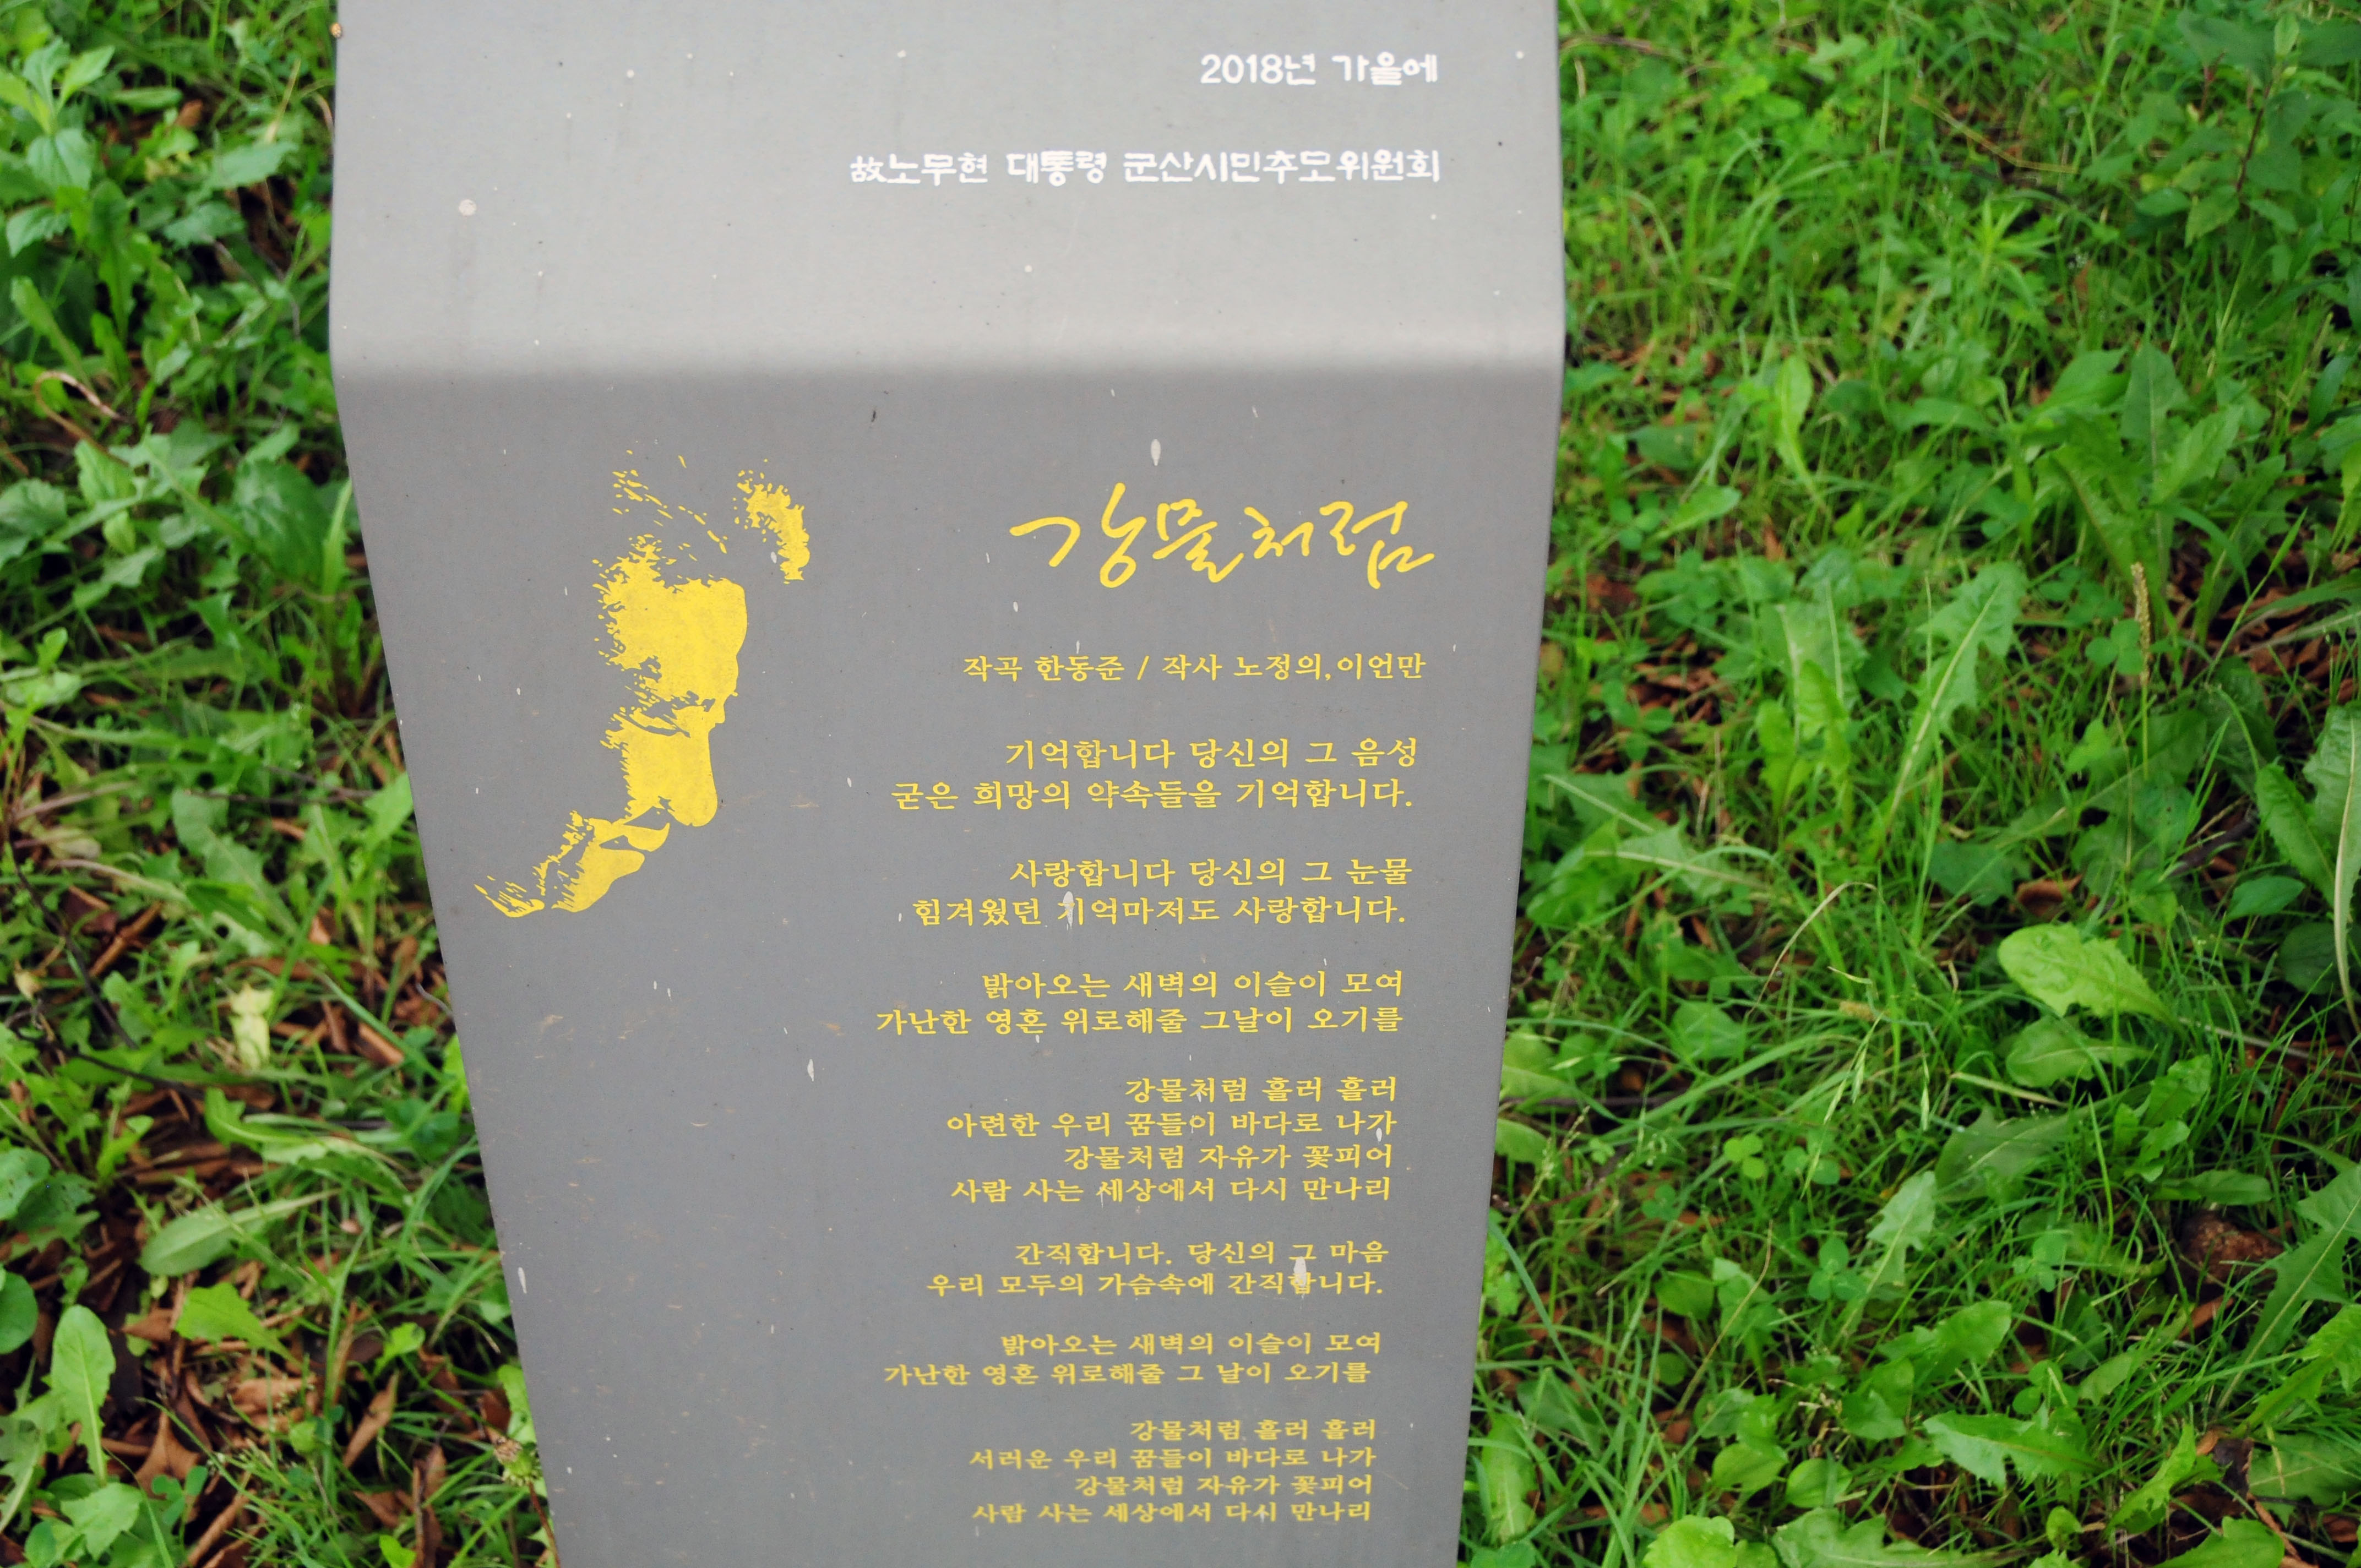 2018년 가을에
故노무현 대통령 군산시민추모위원회
강물처럼
작곡 한동준 / 작사 노정의,이언만
기억합니다 당신의 그 음성
굳은 희망의 약속들을 기억합니다.
사랑합니다 당신의 그 눈물
힘겨웠던 기억마저도 사랑합니다.
밝아오는 새벽의 이슬이 모여
가난한 영혼 위로해줄 그날이 오기를
강물처럼 흘러 흘러
아련한 우리 꿈들이 바다로 나가
강물처럼 자유가 꽃피어
사람 사는 세상에서 다시 만나리
간직합니다. 당신의 그 마음
우리 모두의 가슴속에 간직합니다.
밝아오는 새벽의 이슬이 모여
가난한 영혼 위로해줄 그 날이 오기를
강물처럼 흘러 흘러
서러운 우리 꿈들이 바다로 나가
강물처럼 자유가 꽃피어
사람 사는 세상에서 다시 만나리